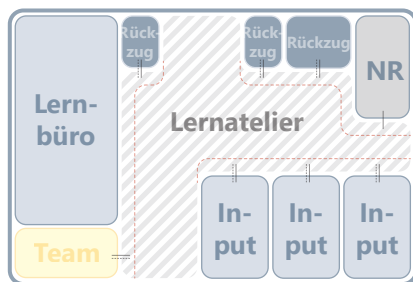 Rück-
zug
Rück-
zug
Rückzug
NR
Lern-
büro
Lernatelier
In-
put
In-
put
In-
put
Team